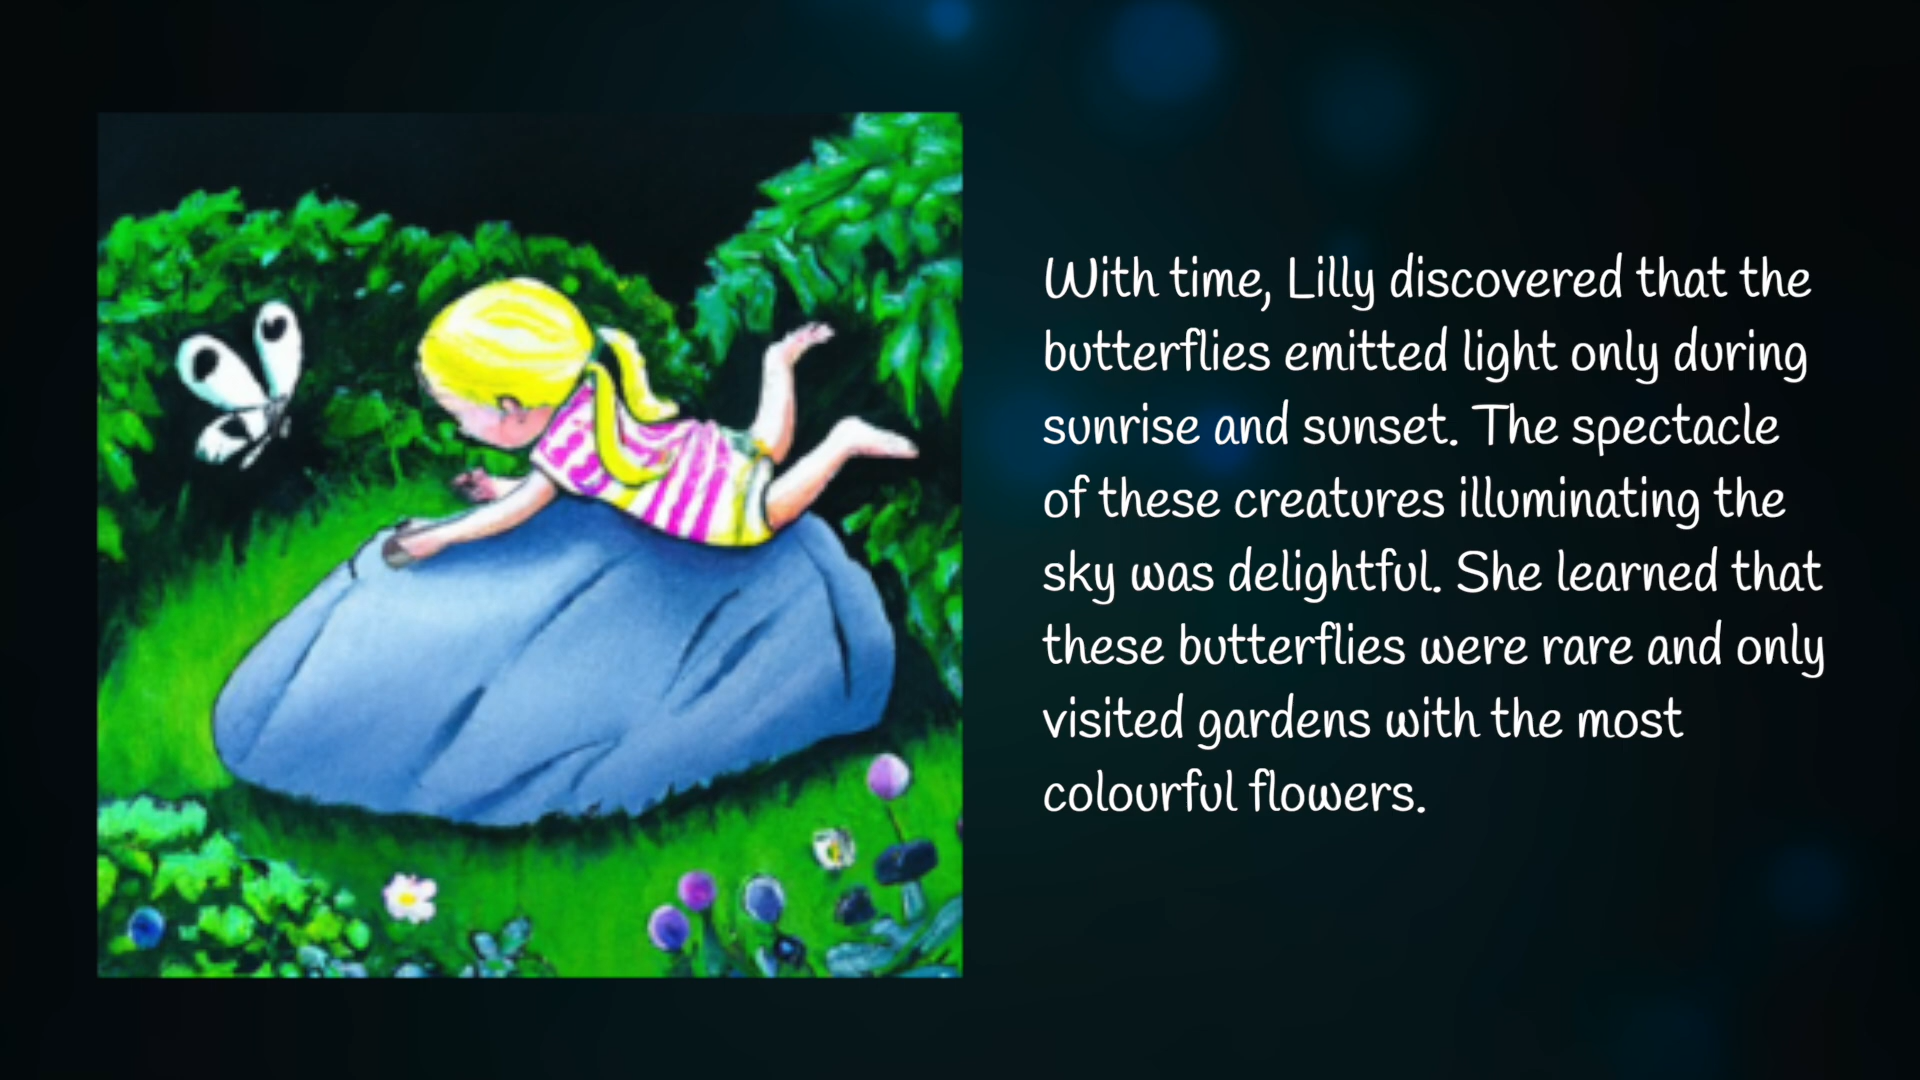 With time, Lilly discovered that the
butterflies emitted light only during
sunrise and sunset. The spectacle
of these creatures illuminating the
sky was delightful. She learned that
these butterflies were rare and only
visited gardens with the most
colourful flowers.